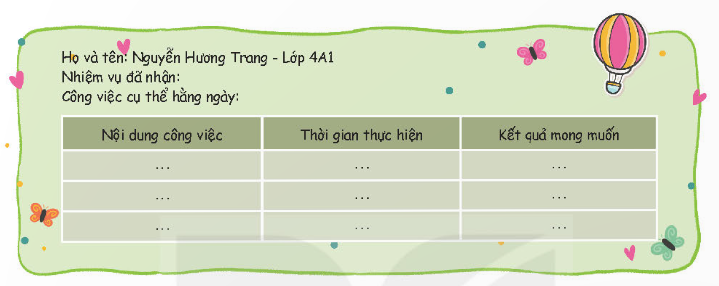 Họ và tên: Nguyễn Hương Trang - Lớp 4A1
Nhiệm vụ đã nhận:
Công việc cụ thể hằng ngày:
Nội dung công việc Thời gian thực hiện Kết quả mong muốn
... ... ...
... ... ...
... ... ...